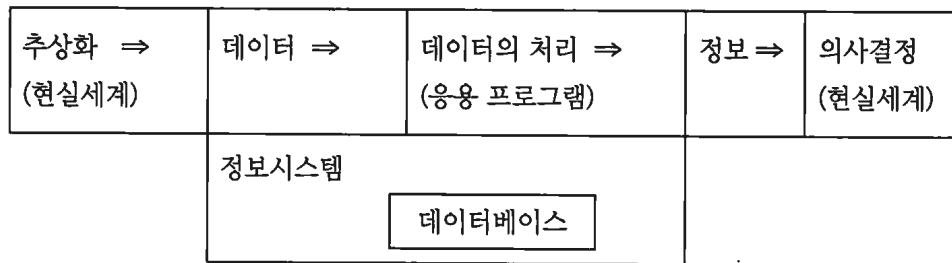 추상화 ⇒ 데이터 ⇒ 데이터의 처리 ⇒ 정보 ⇒ 의사결정
(현실세계) (응용 프로그램) (현실세계)
정보시스템
데이터베이스